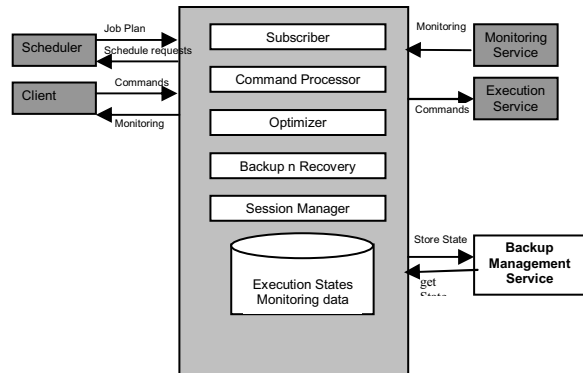 Job Plan
Scheduler
Schedule requests
Commands
Client
Monitoring
Subscriber
Command Processor
Optimizer
Backup n Recovery
Session Manager
Execution States
Monitoring data
Monitoring
Monitoring
Service
Execution
Service
Commands
Store State
Backup
Management
Service
get